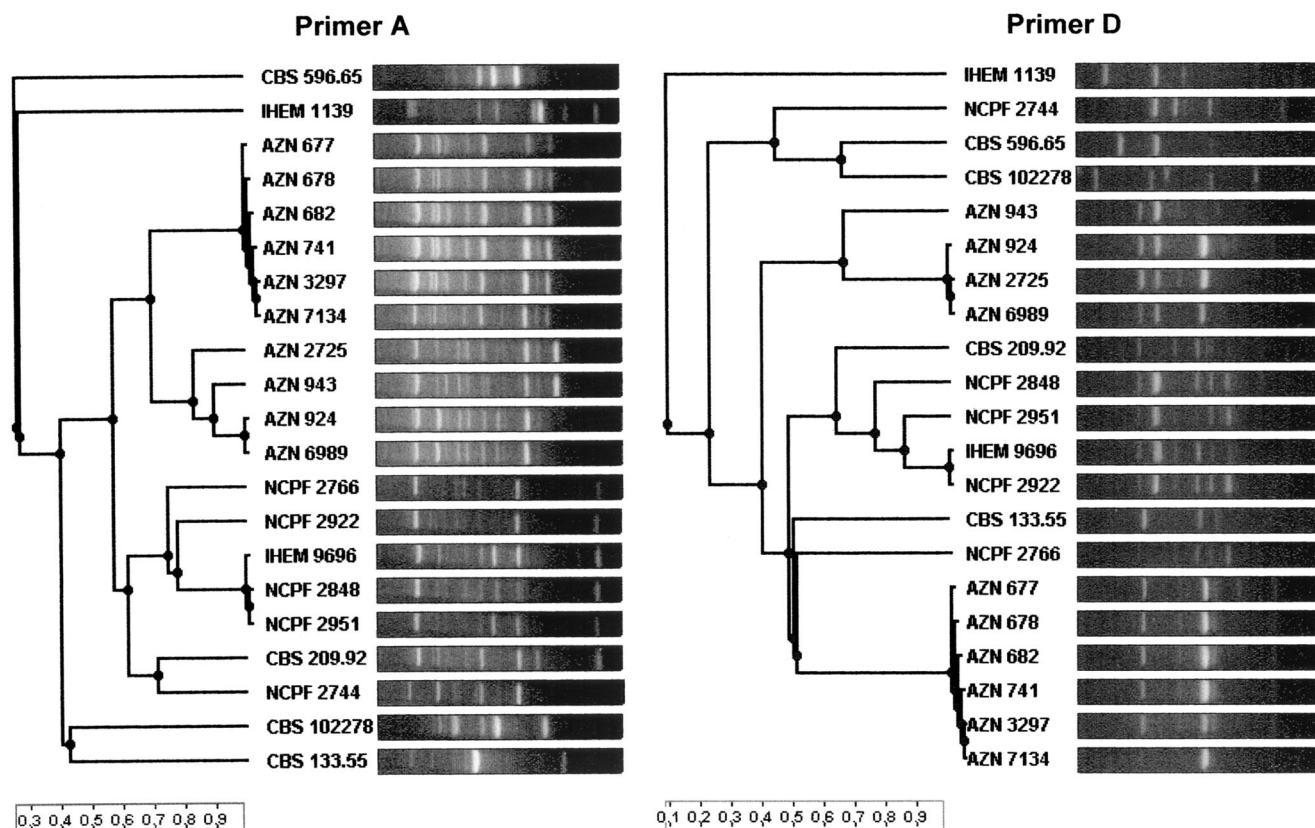 Primer A
CBS 596.65
IHEM 1139
AZN 677
AZN 678
AZN 682
AZN 741
AZN 3297
AZN 7134
AZN 2725
AZN 943
AZN 924
AZN 6989
NCPF 2766
NCPF 2922
IHEM 9696
NCPF 2848
NCPF 2951
CBS 209.92
NCPF 2744
CBS 102278
CBS 133.55
0,3 0,4 0,5 0,6 0,7 0,8 0,9
Primer D
IHEM 1139
NCPF 2744
CBS 596.65
CBS 102278
AZN 943
AZN 924
AZN 2725
AZN 6989
CBS 209.92
NCPF 2848
NCPF 2951
IHEM 9696
NCPF 2922
CBS 133.55
NCPF 2766
AZN 677
AZN 678
AZN 682
AZN 741
AZN 3297
AZN 7134
0,1 0,2 0,3 0,4 0,5 0,6 0,7 0,8 0,9